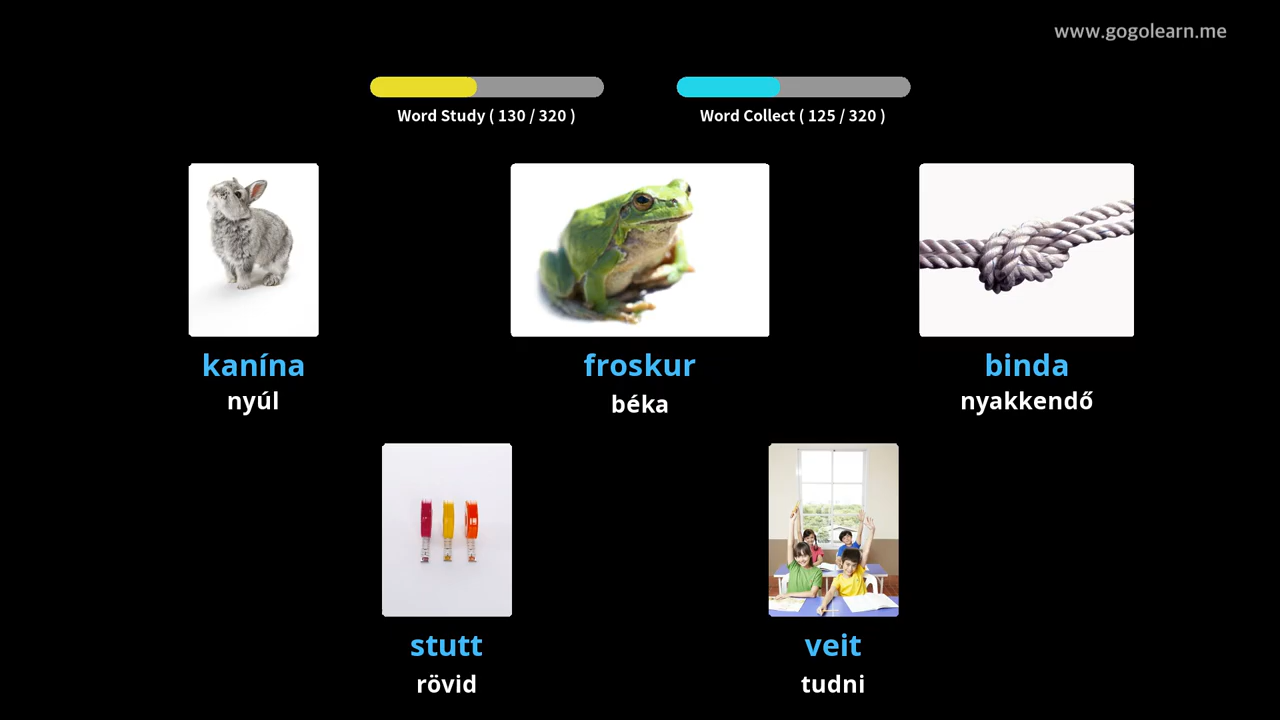 www.gogolearn.me
Word Study ( 130 / 320 )
Word Collect ( 125 / 320 )
kanína
nyúl
froskur
béka
binda
nyakkendő
stutt
rövid
veit
tudni